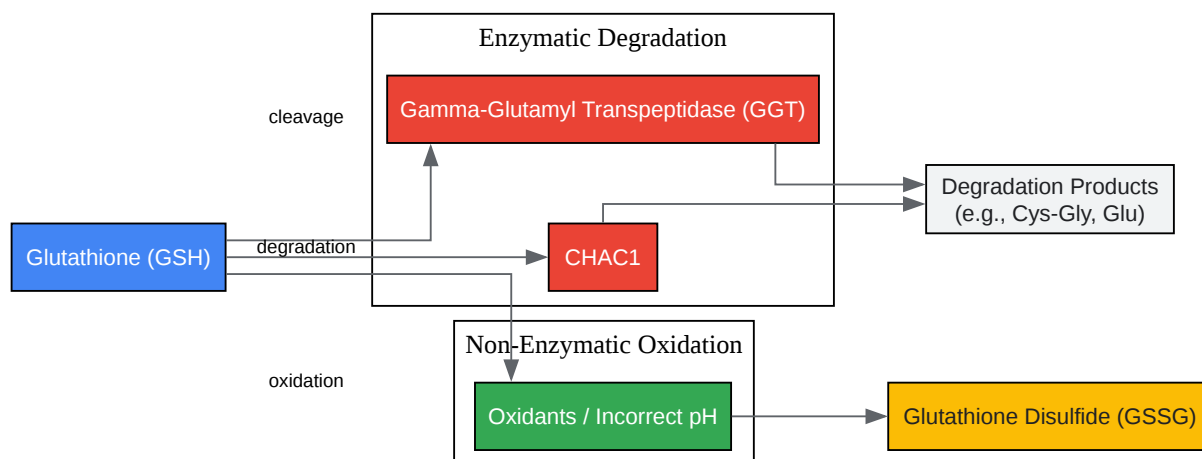 Enzymatic Degradation
Gamma-Glutamyl Transpeptidase (GGT)
cleavage
Degradation Products
(e.g., Cys-Gly, Glu)
Glutathione (GSH)
degradation
CHAC1
Non-Enzymatic Oxidation
oxidation
Oxidants / Incorrect pH
Glutathione Disulfide (GSSG)